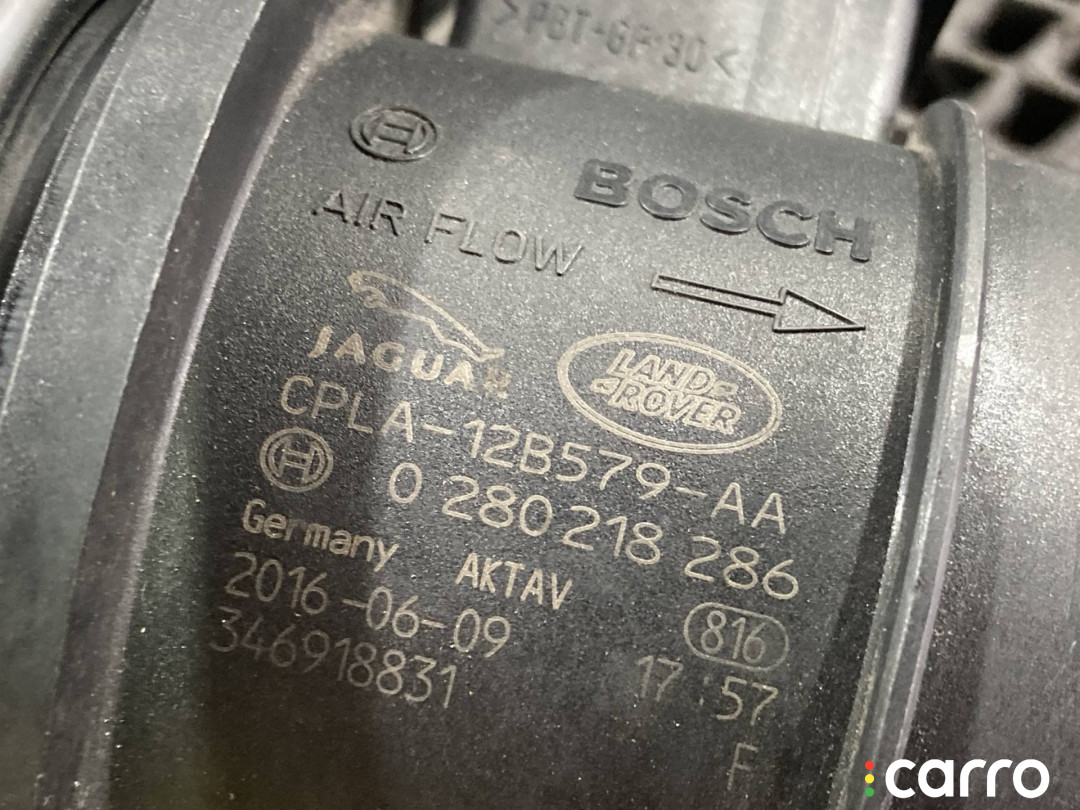 >PBT-GF30<
BOSCH
AIR FLOW
JAGUAR
LAND
ROVER
CPLA-12B579-AA
0 280 218 286
Germany AKTAV
816
2016-06-09
17:57
346918831
F
carro